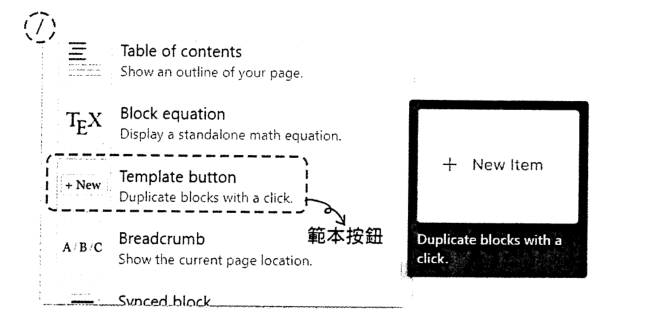 /
Table of contents
Show an outline of your page.
TEX
Block equation
Display a standalone math equation.
+ New
Template button
Duplicate blocks with a click.
範本按鈕
A / B / C
Breadcrumb
Show the current page location.
Synced block
+ New Item
Duplicate blocks with a
click.